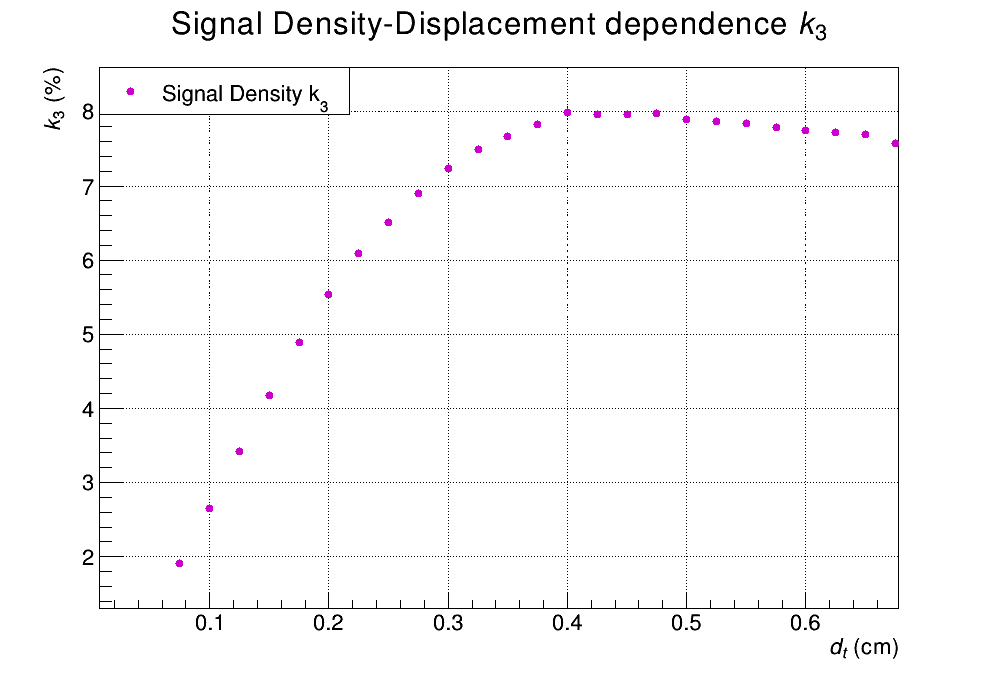 Signal Density-Displacement dependence k₃
k₃ (%)
Signal Density k₃
8
7
6
5
4
3
2
0.1 0.2 0.3 0.4 0.5 0.6
dₜ (cm)